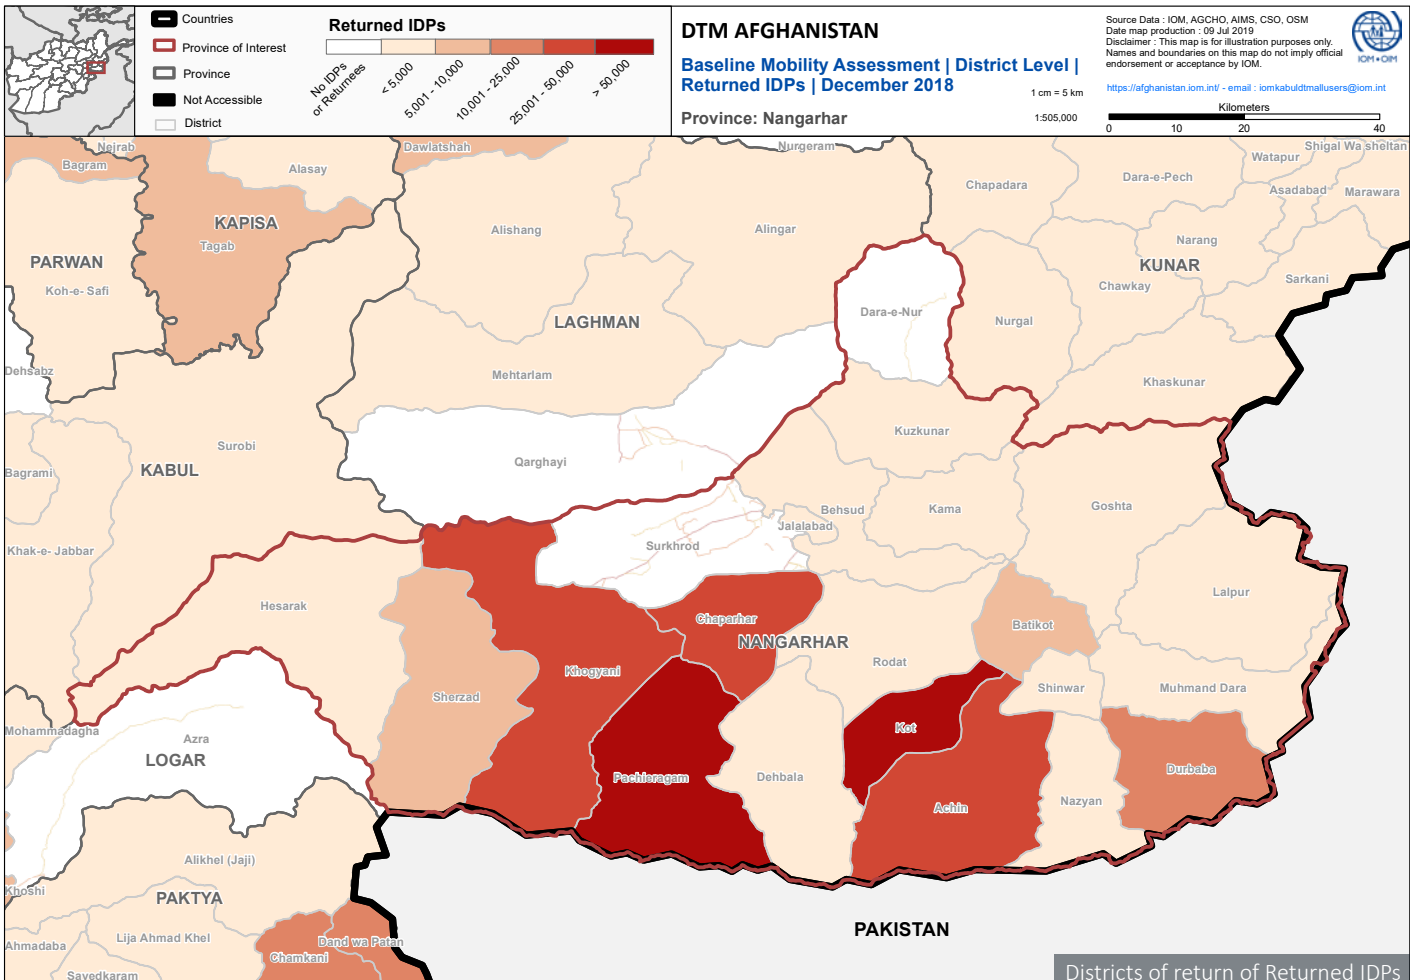 Countries
Province of Interest
Province
Not Accessible
District
Returned IDPs
No IDPs
or Returnees
< 5,000
5,001 - 10,000
10,001 - 25,000
25,001 - 50,000
> 50,000
DTM AFGHANISTAN
Baseline Mobility Assessment | District Level |
Returned IDPs | December 2018
Province: Nangarhar
1 cm = 5 km
1:505,000
Source Data : IOM, AGCHO, AIMS, CSO, OSM
Date map production : 09 Jul 2019
Disclaimer : This map is for illustration purposes only.
Names and boundaries on this map do not imply official
endorsement or acceptance by IOM.
https://afghanistan.iom.int/ - email : iomkabuldtmallusers@iom.int
IOM•OIM
Kilometers
0 10 20 40
Nejrab
Bagram
Alasay
Dawlatshah
Nurgeram
Shigal Wa sheltan
Watapur
Chapadara
Dara-e-Pech
Asadabad
Marawara
KAPISA
Tagab
Alishang
Alingar
Narang
PARWAN
KUNAR
Koh-e- Safi
Sarkani
Chawkay
Dara-e-Nur
LAGHMAN
Nurgal
Dehsabz
Mehtarlam
Khaskunar
Kuzkunar
Surobi
Bagrami
KABUL
Qarghayi
Goshta
Behsud
Kama
Jalalabad
Khak-e- Jabbar
Surkhrod
Lalpur
Hesarak
Chaparhar
Batikot
NANGARHAR
Rodat
Khogyani
Sherzad
Shinwar
Muhmand Dara
Mohammadagha
Azra
Kot
LOGAR
Pachieragam
Dehbala
Durbaba
Nazyan
Achin
Alikhel (Jaji)
Khoshi
PAKTYA
PAKISTAN
Lija Ahmad Khel
Dand wa Patan
Ahmadaba
Chamkani
Sayedkaram
Districts of return of Returned IDPs